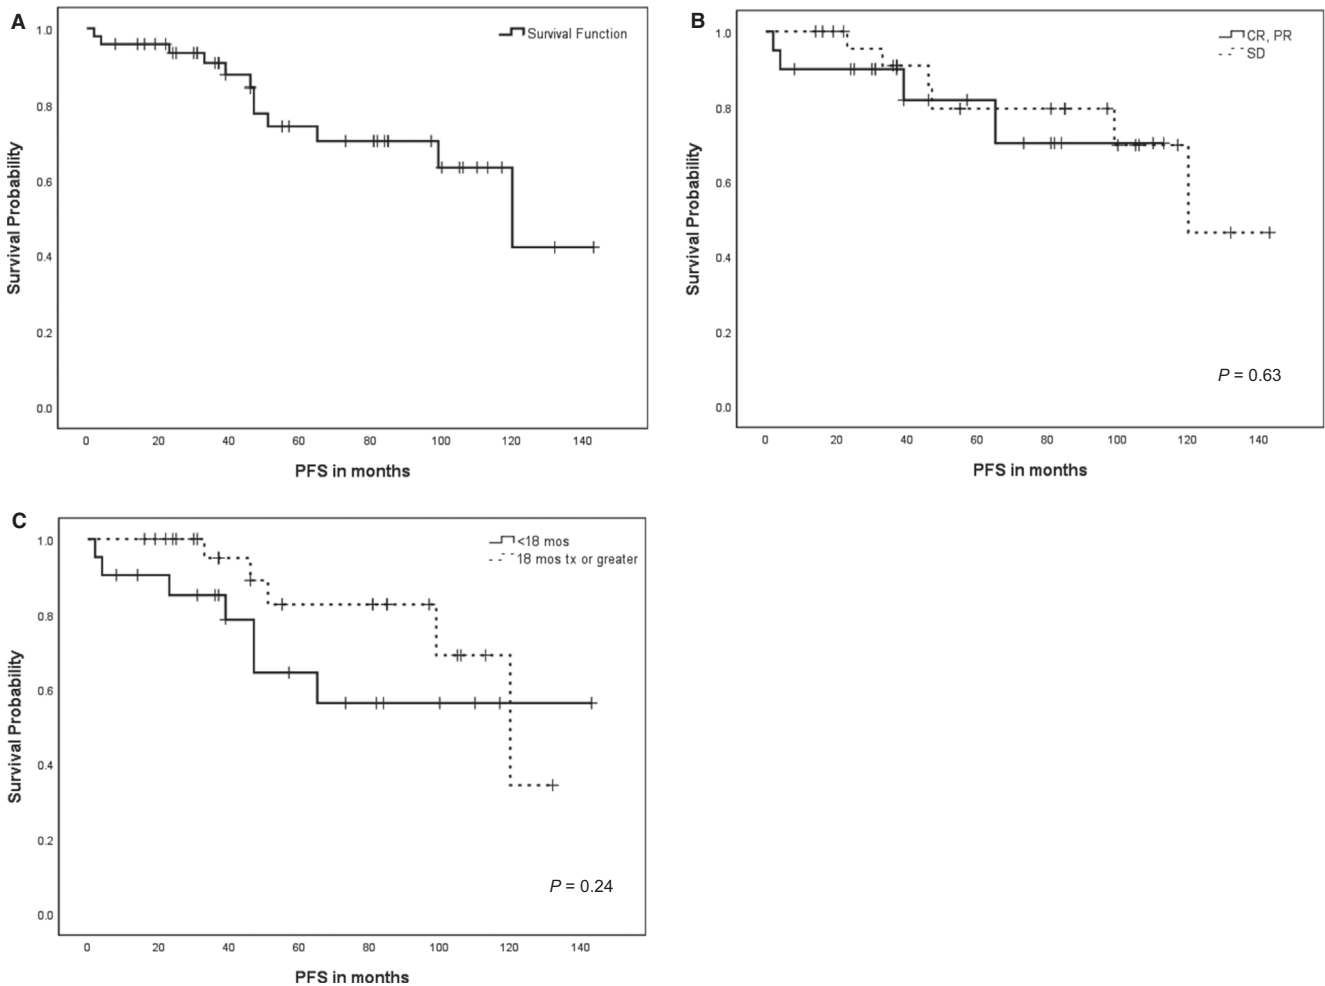 A
Survival Function
1.0
0.8
0.6
0.4
0.2
0.0
Survival Probability
0 20 40 60 80 100 120 140
PFS in months
B
CR, PR
SD
1.0
0.8
0.6
0.4
0.2
0.0
Survival Probability
P = 0.63
0 20 40 60 80 100 120 140
PFS in months
C
<18 mos
18 mos tx or greater
1.0
0.8
0.6
0.4
0.2
0.0
Survival Probability
P = 0.24
0 20 40 60 80 100 120 140
PFS in months